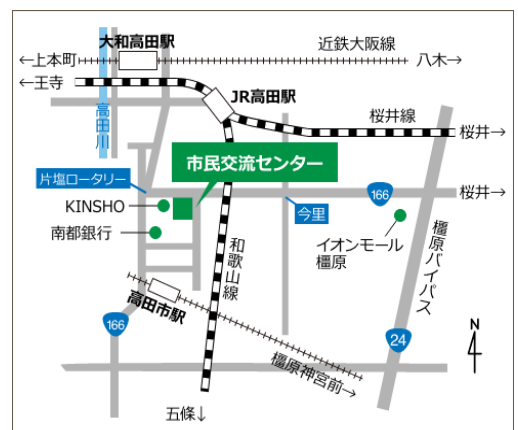 大和高田駅
近鉄大阪線
←上本町
八木→
←王寺
JR高田駅
桜井線
桜井→
高田川
市民交流センター
片塩ロータリー
166
桜井→
KINSHO
今里
南都銀行
イオンモール
橿原
和歌山線
橿原バイパス
高田市駅
166
24
N
橿原神宮前→
五條↓